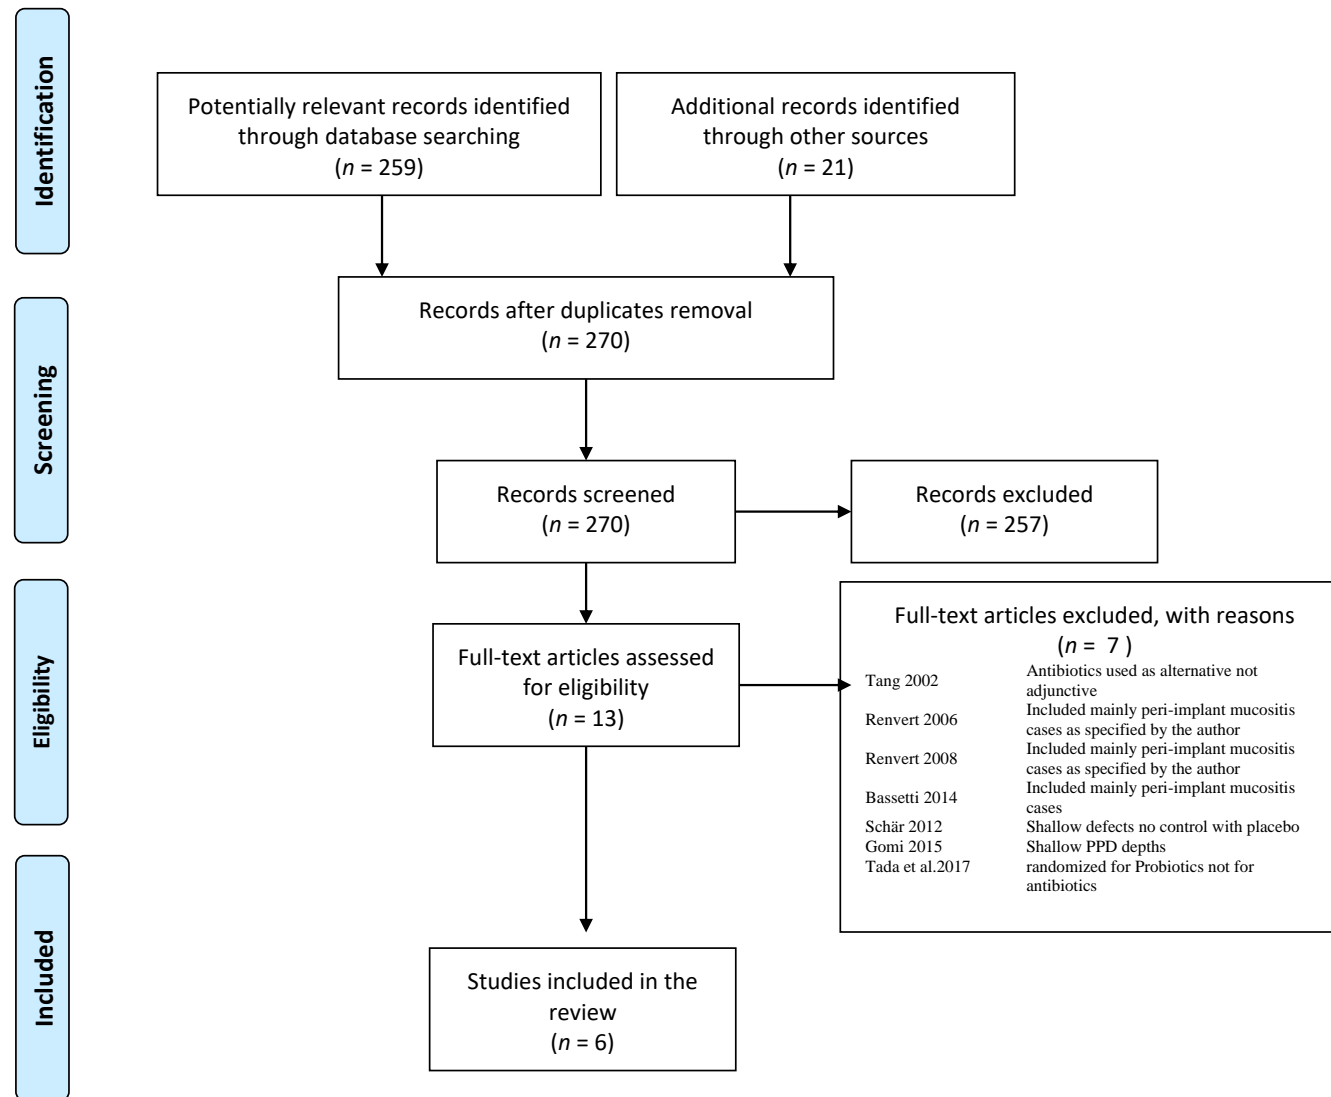 Identification
Potentially relevant records identified
through database searching
(n = 259)
Additional records identified
through other sources
(n = 21)
Records after duplicates removal
(n = 270)
Screening
Records screened
(n = 270)
Records excluded
(n = 257)
Eligibility
Full-text articles assessed
for eligibility
(n = 13)
Full-text articles excluded, with reasons
(n = 7 )
Tang 2002 Antibiotics used as alternative not
adjunctive
Renvert 2006 Included mainly peri-implant mucositis
cases as specified by the author
Renvert 2008 Included mainly peri-implant mucositis
cases as specified by the author
Bassetti 2014 Included mainly peri-implant mucositis
cases
Schär 2012 Shallow defects no control with placebo
Gomi 2015 Shallow PPD depths
Tada et al.2017 randomized for Probiotics not for
antibiotics
Included
Studies included in the
review
(n = 6)